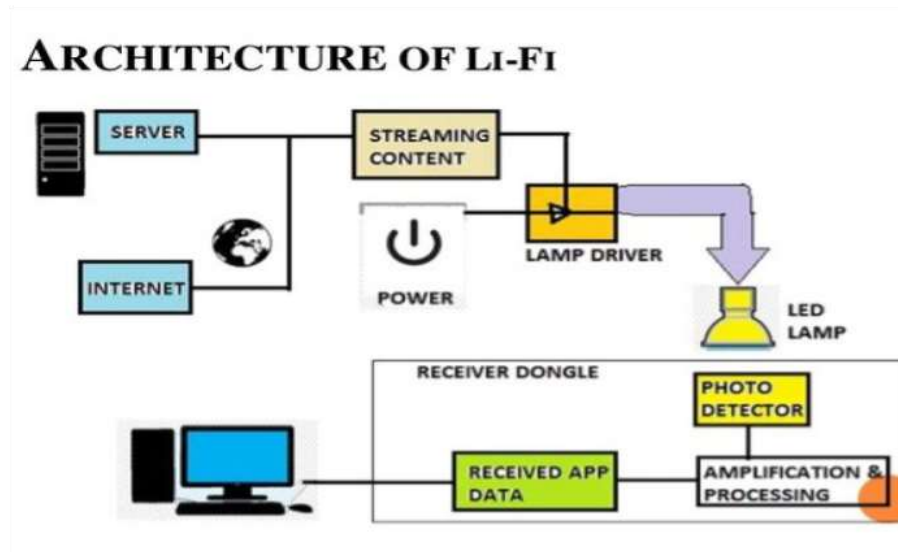 ARCHITECTURE OF LI-FI
SERVER
STREAMING
CONTENT
LAMP DRIVER
POWER
INTERNET
LED
LAMP
RECEIVER DONGLE
PHOTO
DETECTOR
RECEIVED APP
DATA
AMPLIFICATION &
PROCESSING